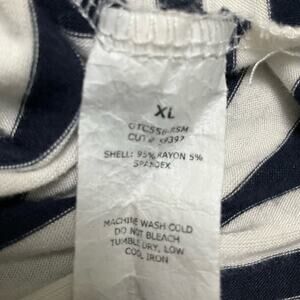 XL
SHELL: 95% RAYON 5%
SPANDEX
MACHINE WASH COLD
DO NOT BLEACH
TUMBLE DRY, LOW
COOL IRON